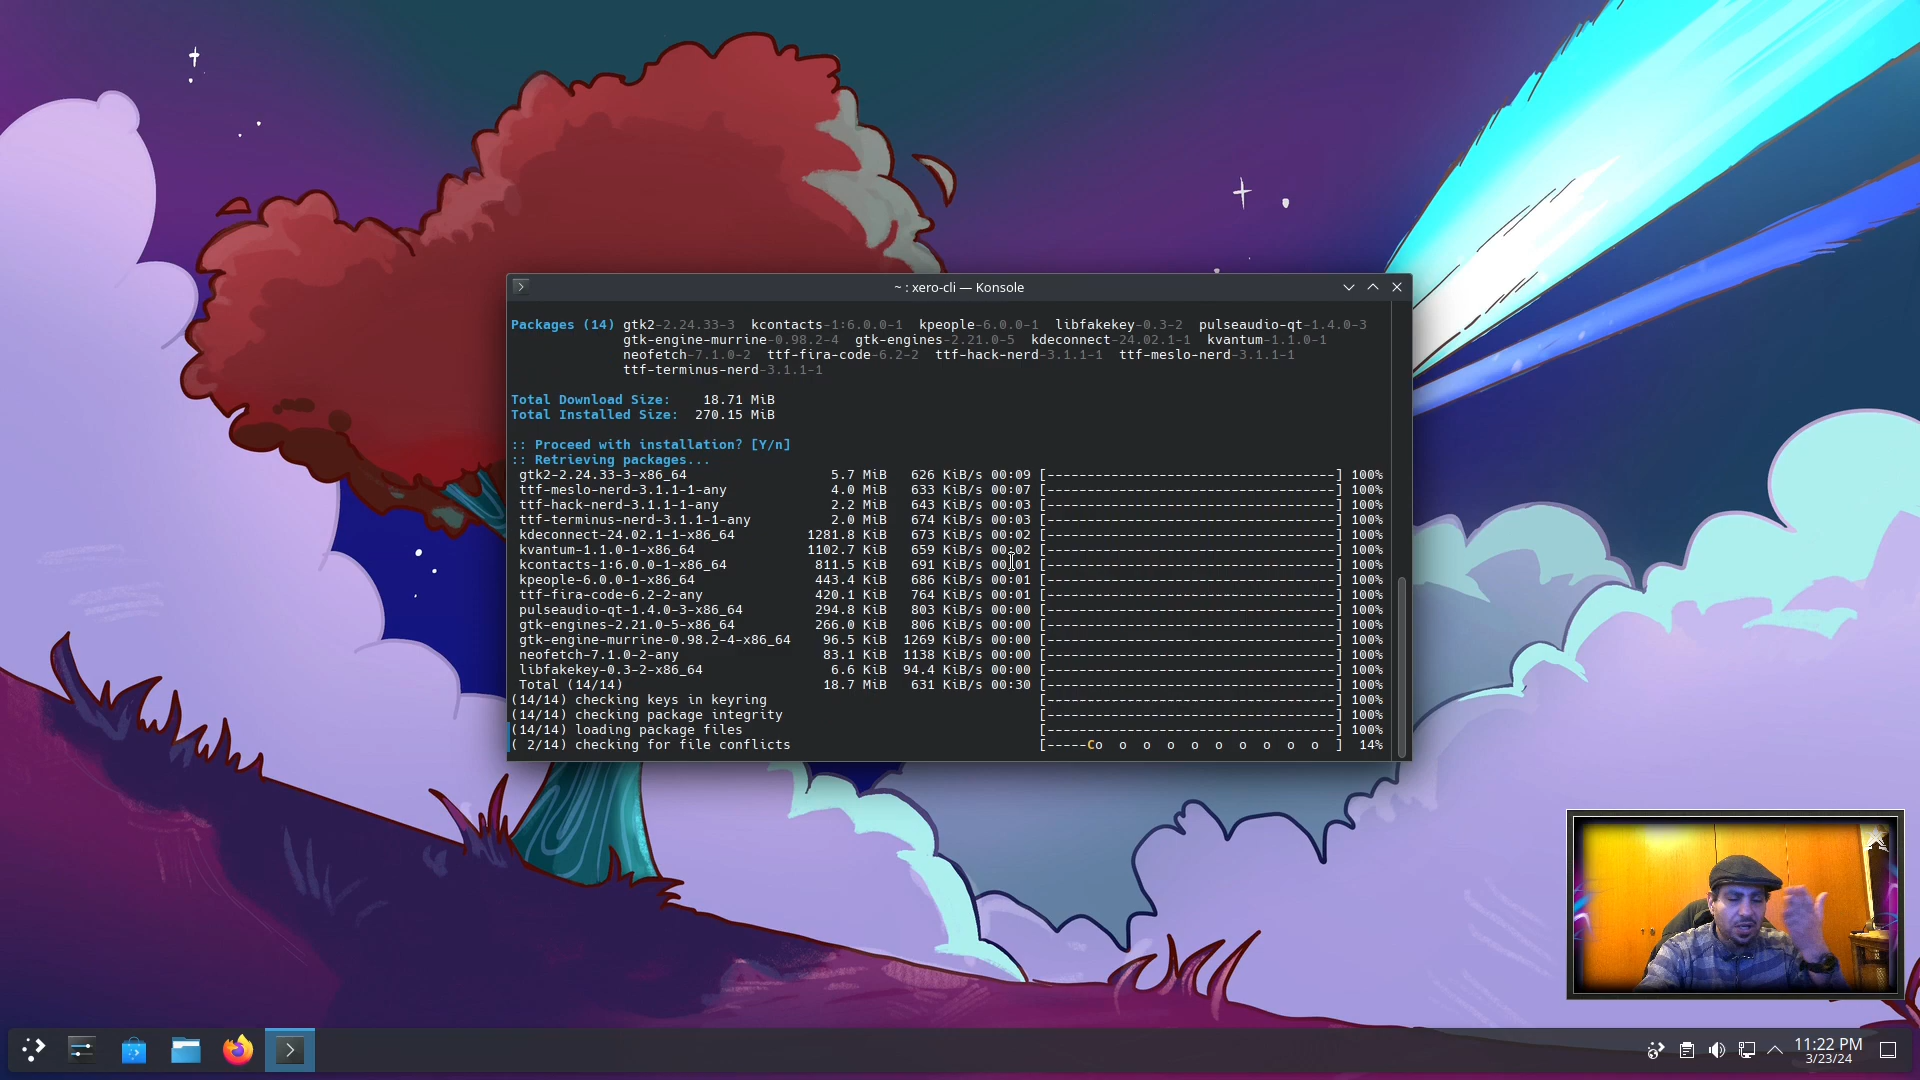 ~ : xero-cli — Konsole
Packages (14) gtk2-2.24.33-3  kcontacts-1:6.0.0-1  kpeople-6.0.0-1  libfakekey-0.3-2  pulseaudio-qt-1.4.0-3
gtk-engine-murrine-0.98.2-4  gtk-engines-2.21.0-5  kdeconnect-24.02.1-1  kvantum-1.1.0-1
neofetch-7.1.0-2  ttf-fira-code-6.2-2  ttf-hack-nerd-3.1.1-1  ttf-meslo-nerd-3.1.1-1
ttf-terminus-nerd-3.1.1-1
Total Download Size:    18.71 MiB
Total Installed Size:  270.15 MiB
:: Proceed with installation? [Y/n]
:: Retrieving packages...
gtk2-2.24.33-3-x86_64 5.7 MiB 626 KiB/s 00:09 [------------------------------------] 100%
ttf-meslo-nerd-3.1.1-1-any 4.0 MiB 633 KiB/s 00:07 [------------------------------------] 100%
ttf-hack-nerd-3.1.1-1-any 2.2 MiB 643 KiB/s 00:03 [------------------------------------] 100%
ttf-terminus-nerd-3.1.1-1-any 2.0 MiB 674 KiB/s 00:03 [------------------------------------] 100%
kdeconnect-24.02.1-1-x86_64 1281.8 KiB 673 KiB/s 00:02 [------------------------------------] 100%
kvantum-1.1.0-1-x86_64 1102.7 KiB 659 KiB/s 00:02 [------------------------------------] 100%
kcontacts-1:6.0.0-1-x86_64 811.5 KiB 691 KiB/s 00:01 [------------------------------------] 100%
kpeople-6.0.0-1-x86_64 443.4 KiB 686 KiB/s 00:01 [------------------------------------] 100%
ttf-fira-code-6.2-2-any 420.1 KiB 764 KiB/s 00:01 [------------------------------------] 100%
pulseaudio-qt-1.4.0-3-x86_64 294.8 KiB 803 KiB/s 00:00 [------------------------------------] 100%
gtk-engines-2.21.0-5-x86_64 266.0 KiB 806 KiB/s 00:00 [------------------------------------] 100%
gtk-engine-murrine-0.98.2-4-x86_64 96.5 KiB 1269 KiB/s 00:00 [------------------------------------] 100%
neofetch-7.1.0-2-any 83.1 KiB 1138 KiB/s 00:00 [------------------------------------] 100%
libfakekey-0.3-2-x86_64 6.6 KiB 94.4 KiB/s 00:00 [------------------------------------] 100%
Total (14/14) 18.7 MiB 631 KiB/s 00:30 [------------------------------------] 100%
(14/14) checking keys in keyring [------------------------------------] 100%
(14/14) checking package integrity [------------------------------------] 100%
(14/14) loading package files [------------------------------------] 100%
( 2/14) checking for file conflicts [-----Co  o  o  o  o  o  o  o  o  o  ] 14%
11:22 PM
3/23/24